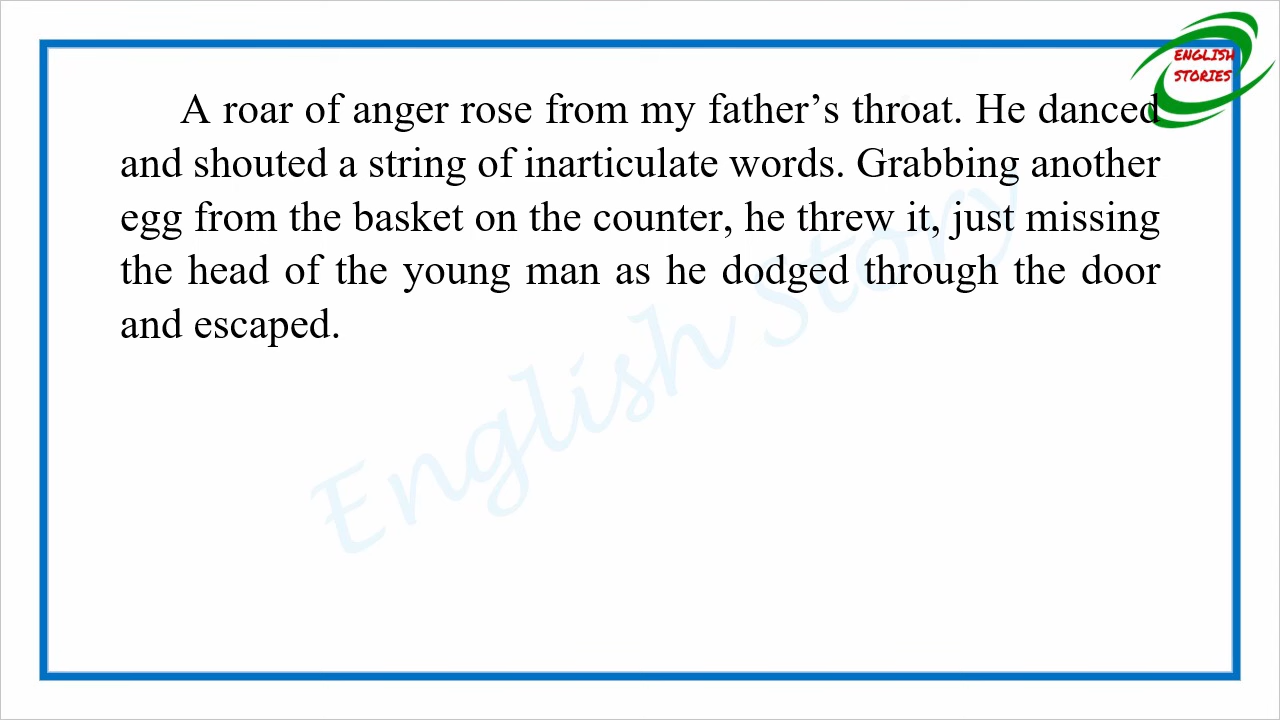 ENGLISH
STORIES
A roar of anger rose from my father’s throat. He danced
and shouted a string of inarticulate words. Grabbing another
egg from the basket on the counter, he threw it, just missing
the head of the young man as he dodged through the door
and escaped.
English Story